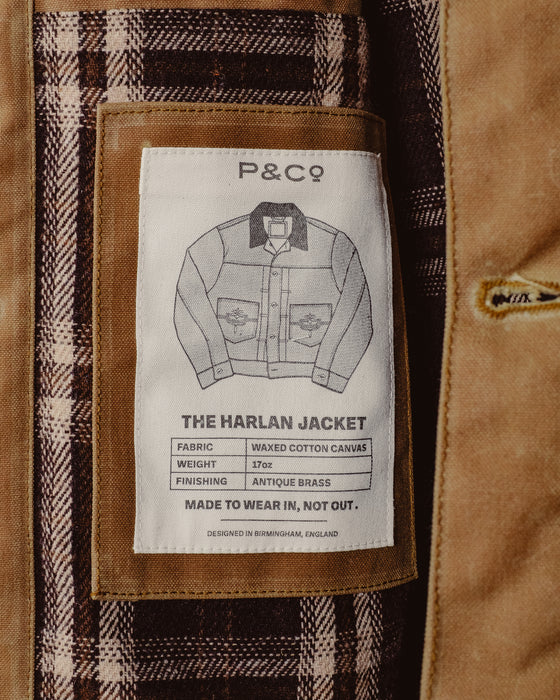 P&Cº
THE HARLAN JACKET
FABRIC WAXED COTTON CANVAS
WEIGHT 17oz
FINISHING ANTIQUE BRASS
MADE TO WEAR IN, NOT OUT.
DESIGNED IN BIRMINGHAM, ENGLAND